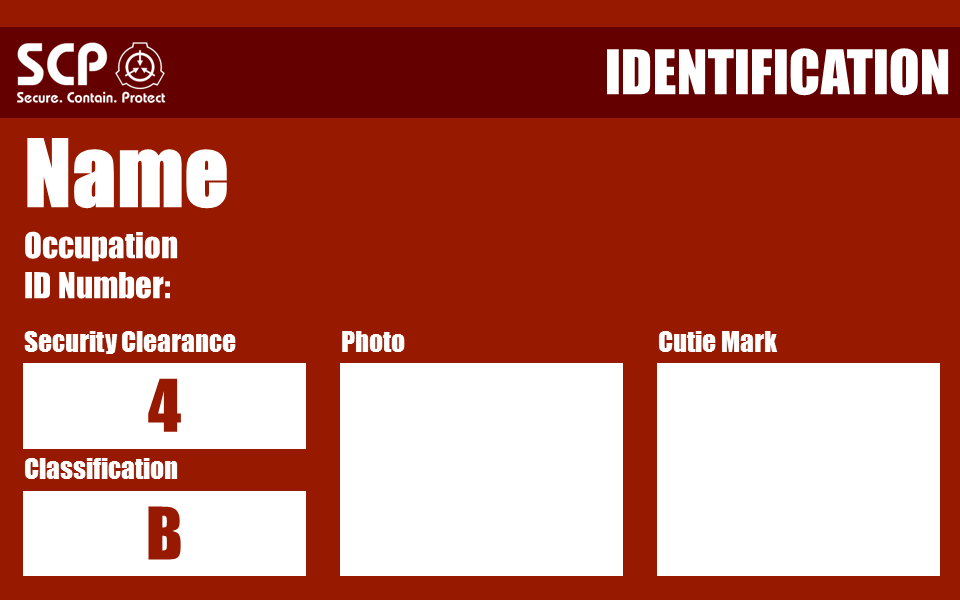 SCP
Secure. Contain. Protect
IDENTIFICATION
Name
Occupation
ID Number:
Security Clearance
4
Classification
B
Photo
Cutie Mark